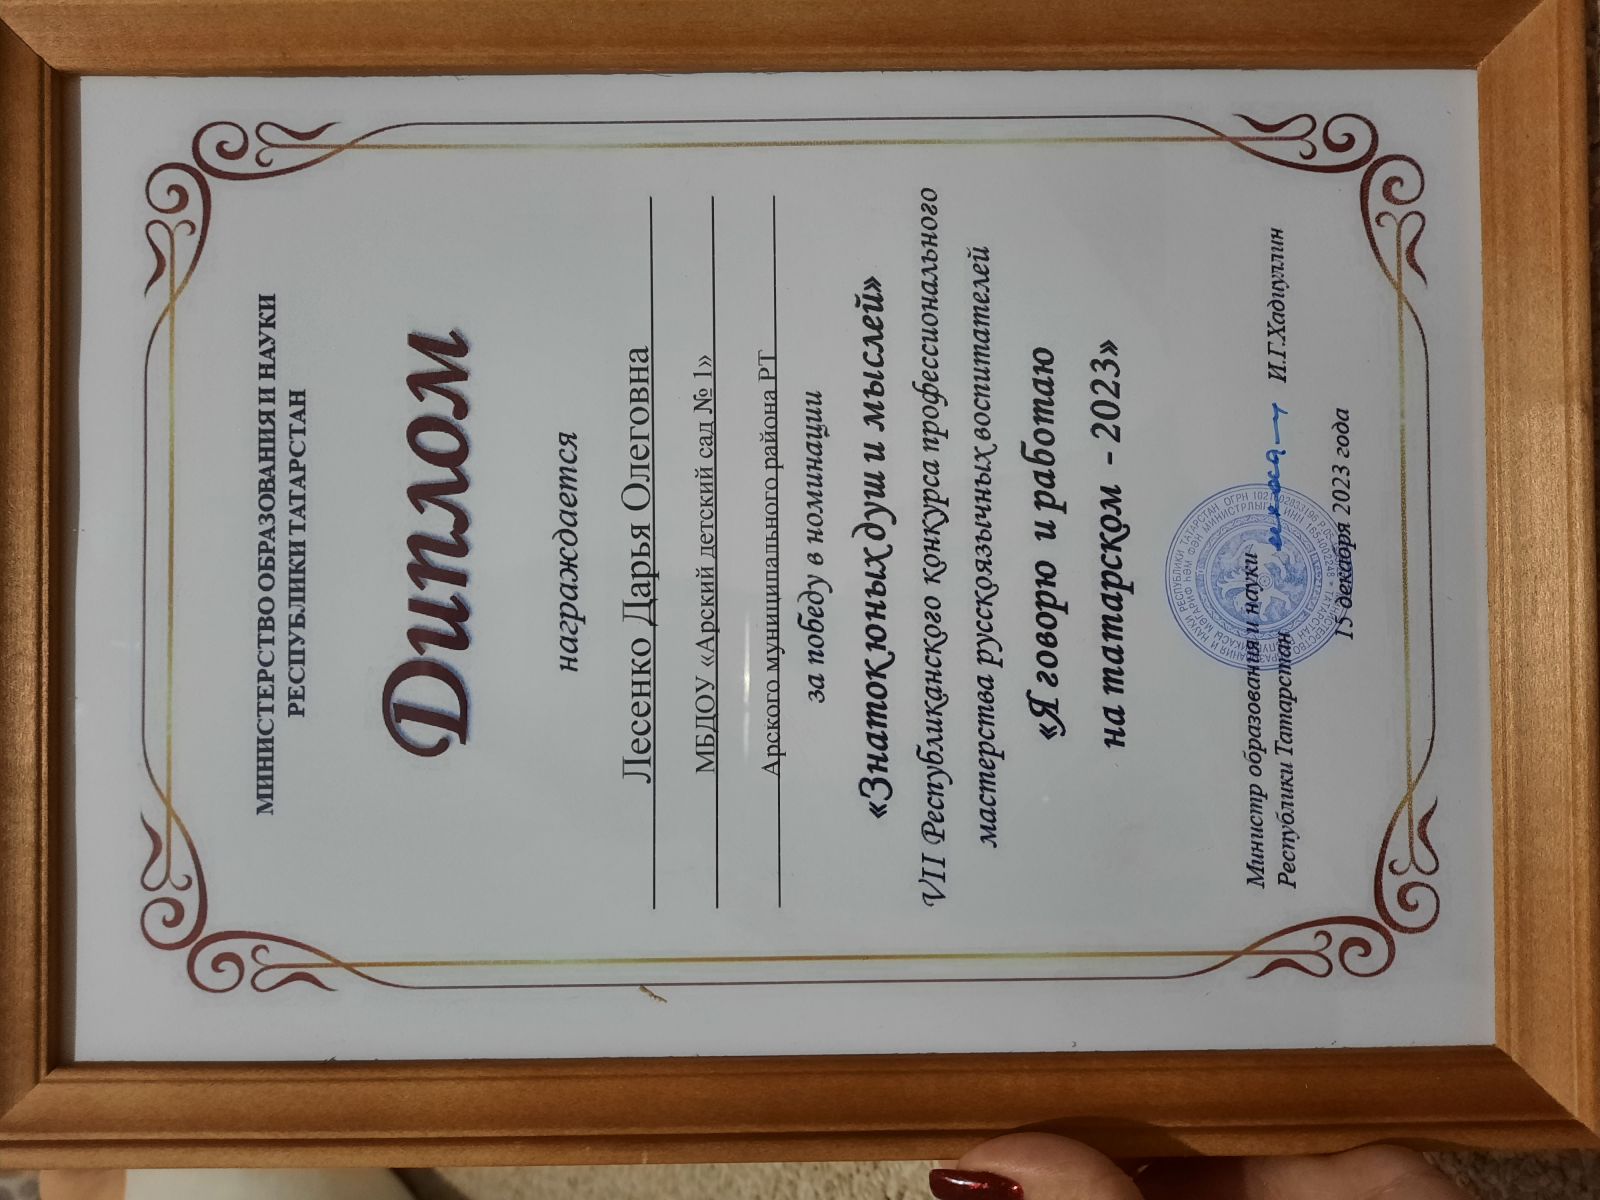 МИНИСТЕРСТВО ОБРАЗОВАНИЯ И НАУКИ
РЕСПУБЛИКИ ТАТАРСТАН
Диплом
награждается
Лесенко Дарья Олеговна
МБДОУ «Арский детский сад № 1»
Арского муниципального района РТ
за победу в номинации
«Знаток юных душ и мыслей»
VII Республиканского конкурса профессионального
мастерства русскоязычных воспитателей
«Я говорю и работаю
на татарском - 2023»
Министр образования и науки
Республики Татарстан
И.Г.Хадиуллин
15 декабря 2023 года